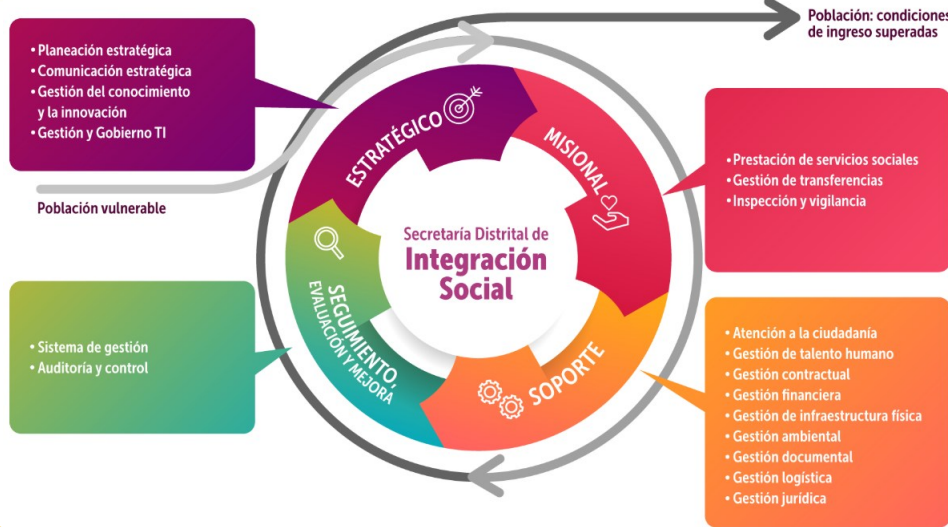 Población: condiciones
de ingreso superadas
• Planeación estratégica
• Comunicación estratégica
• Gestión del conocimiento
y la innovación
• Gestión y Gobierno TI
Población vulnerable
ESTRATÉGICO
MISIONAL
• Prestación de servicios sociales
• Gestión de transferencias
• Inspección y vigilancia
Secretaría Distrital de
Integración
Social
SEGUIMIENTO,
EVALUACIÓN Y MEJORA
• Sistema de gestión
• Auditoría y control
SOPORTE
• Atención a la ciudadanía
• Gestión de talento humano
• Gestión contractual
• Gestión financiera
• Gestión de infraestructura física
• Gestión ambiental
• Gestión documental
• Gestión logística
• Gestión jurídica